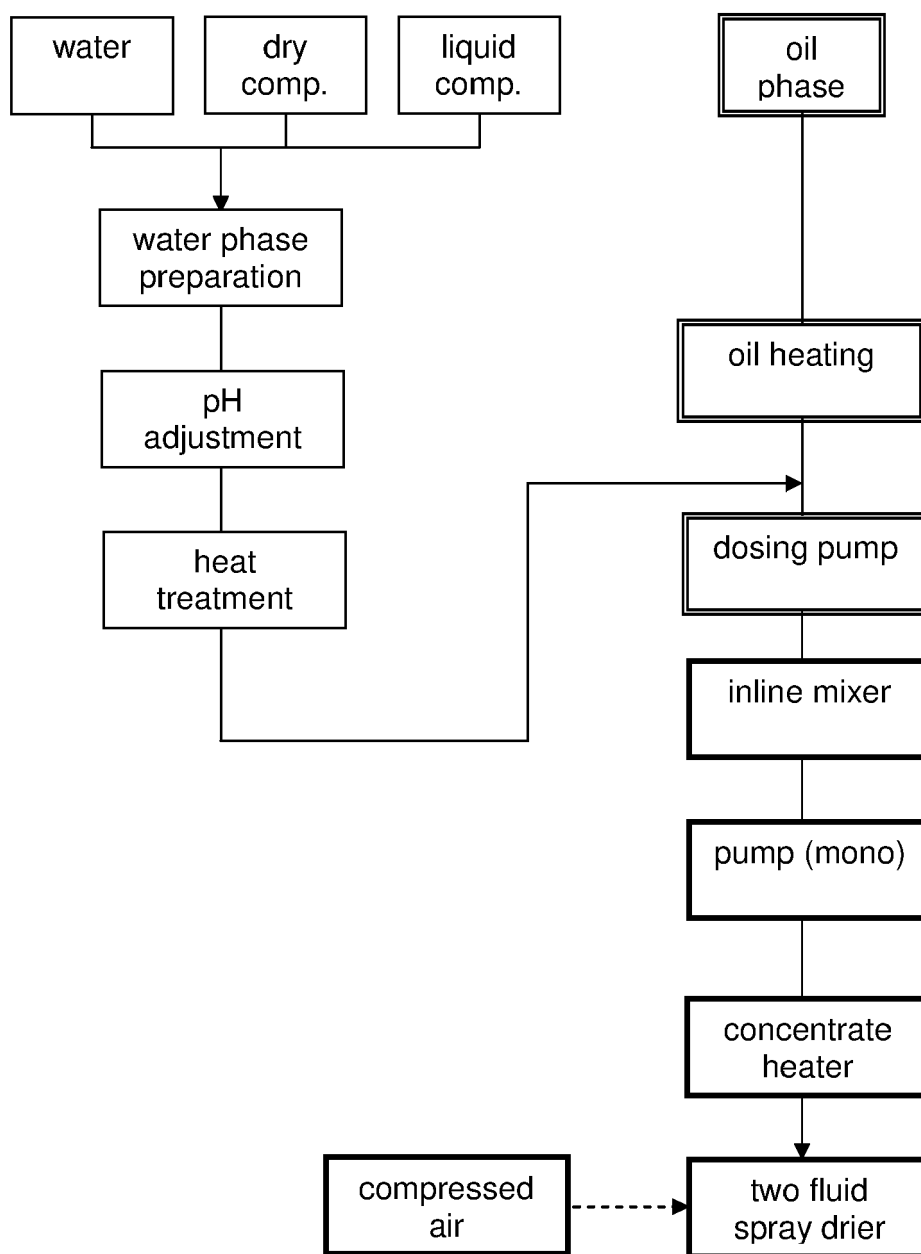 water
dry
comp.
liquid
comp.
oil
phase
water phase
preparation
oil heating
pH
adjustment
dosing pump
heat
treatment
inline mixer
pump (mono)
concentrate
heater
compressed
air
two fluid
spray drier